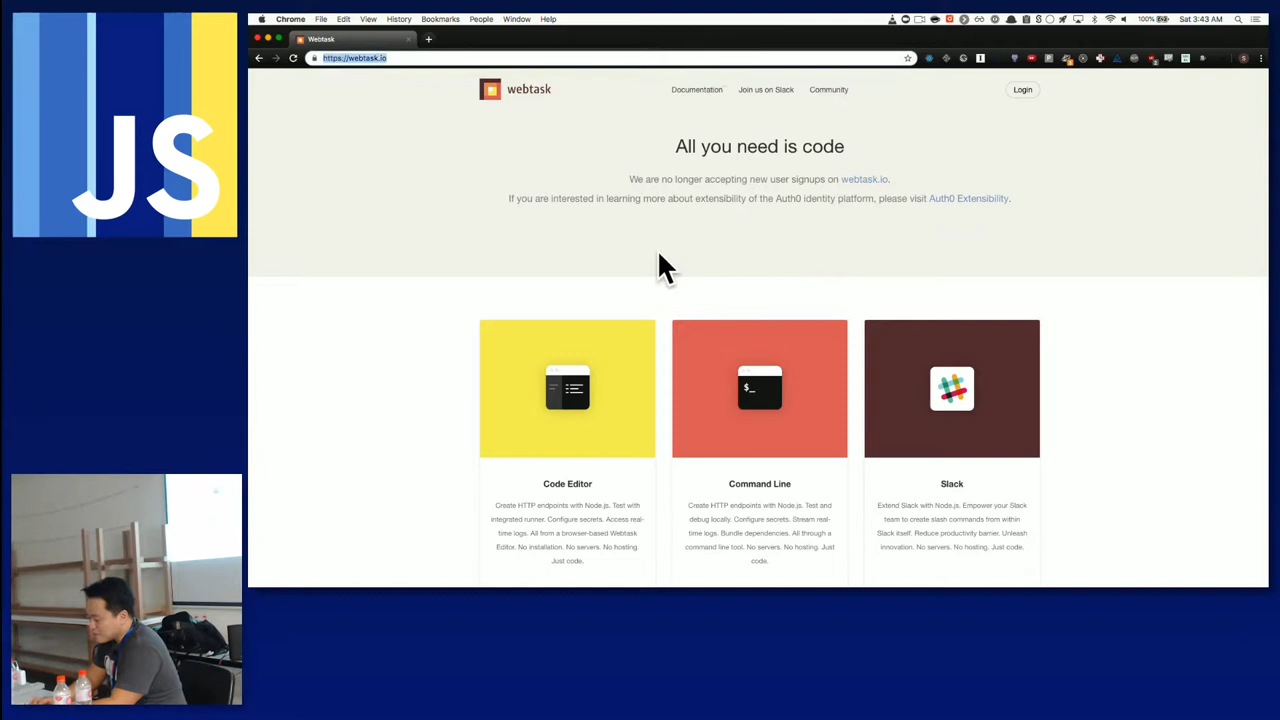 JS
Chrome File Edit View History Bookmarks People Window Help
100% Sat 3:43 AM
Webtask
https://webtask.io
webtask
Documentation Join us on Slack Community
Login
All you need is code
We are no longer accepting new user signups on webtask.io.
If you are interested in learning more about extensibility of the Auth0 identity platform, please visit Auth0 Extensibility.
$_
Code Editor
Create HTTP endpoints with Node.js. Test with
integrated runner. Configure secrets. Access real-
time logs. All from a browser-based Webtask
Editor. No installation. No servers. No hosting.
Just code.
Command Line
Create HTTP endpoints with Node.js. Test and
debug locally. Configure secrets. Stream real-
time logs. Bundle dependencies. All through a
command line tool. No servers. No hosting. Just
code.
Slack
Extend Slack with Node.js. Empower your Slack
team to create slash commands from within
Slack itself. Reduce productivity barrier. Unleash
innovation. No servers. No hosting. Just code.